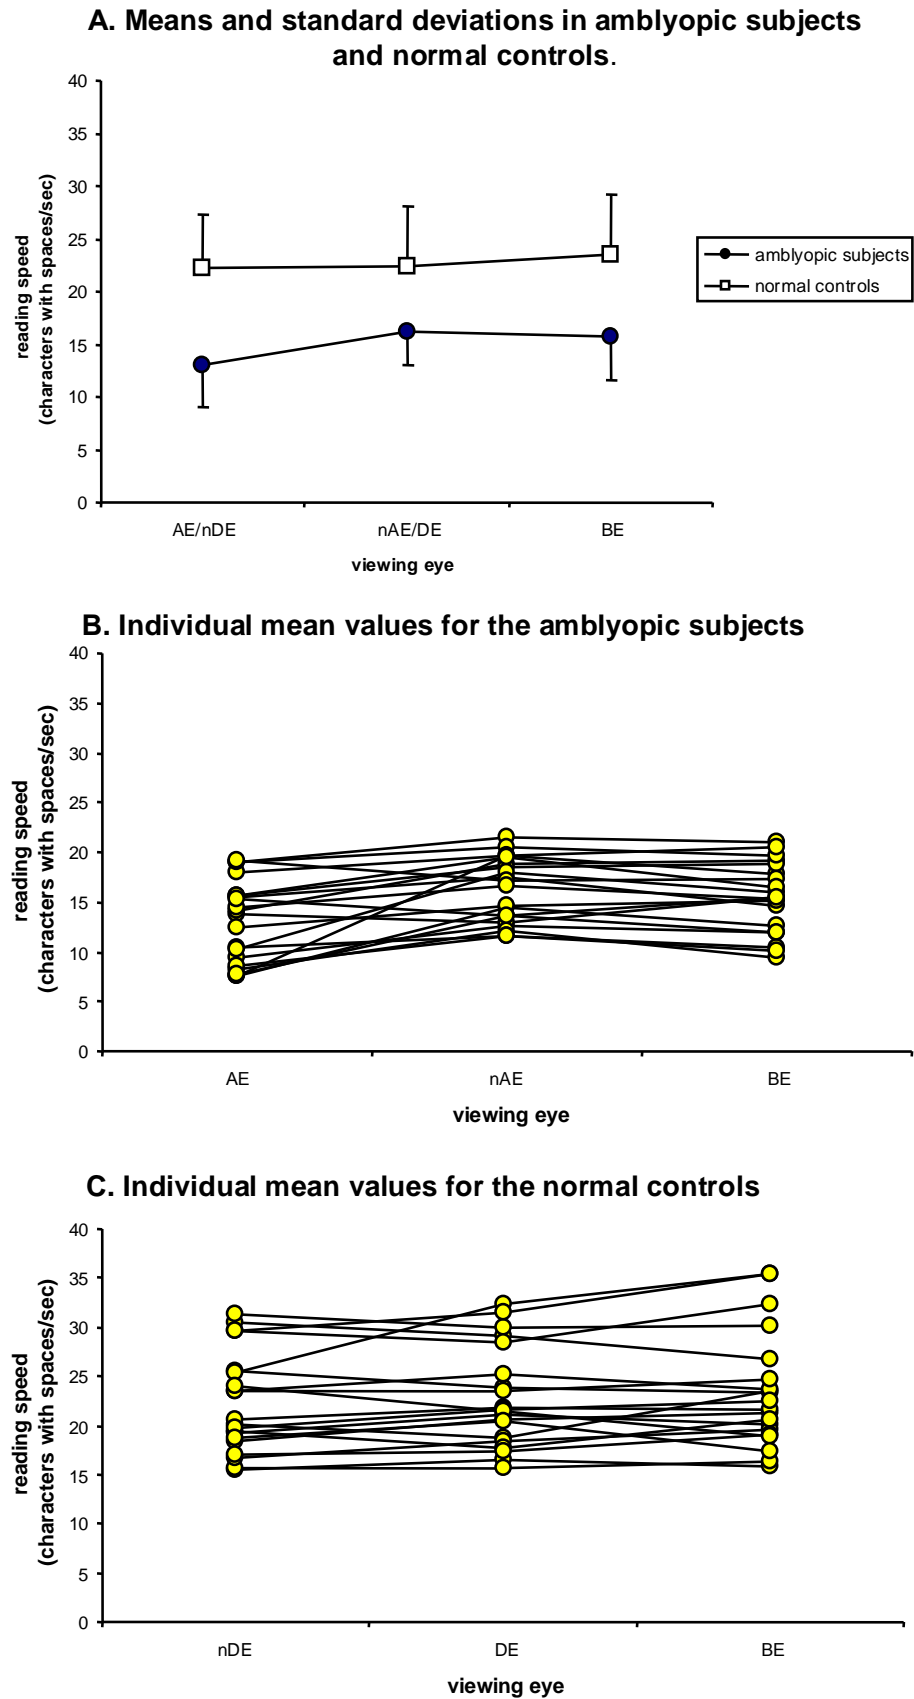 A. Means and standard deviations in amblyopic subjects
and normal controls.
40
35
30
25
20
15
10
5
0
reading speed
(characters with spaces/sec)
AE/nDE
nAE/DE
BE
viewing eye
amblyopic subjects
normal controls
B. Individual mean values for the amblyopic subjects
40
35
30
25
20
15
10
5
0
reading speed
(characters with spaces/sec)
AE
nAE
BE
viewing eye
C. Individual mean values for the normal controls
40
35
30
25
20
15
10
5
0
reading speed
(characters with spaces/sec)
nDE
DE
BE
viewing eye